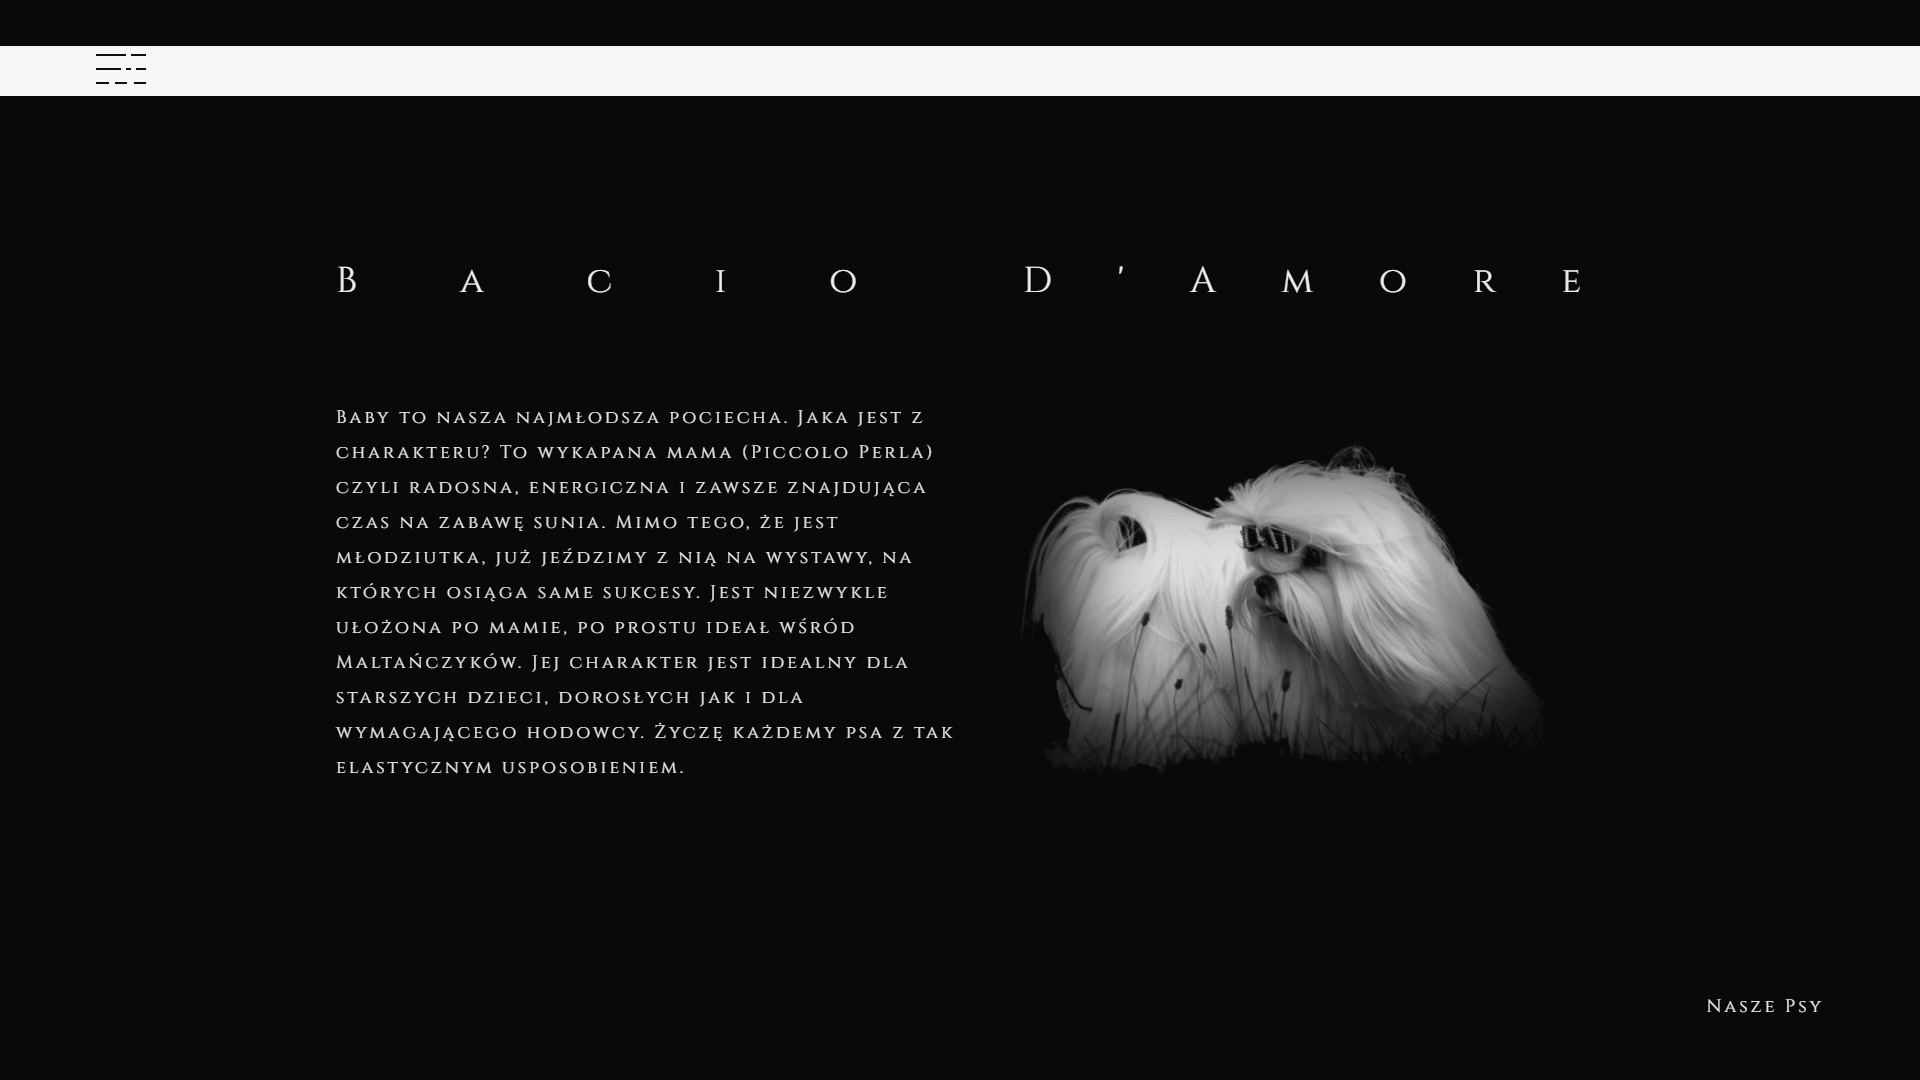 Bacio D'Amore
Baby to nasza najmłodsza pociecha. Jaka jest z
charakteru? To wykapana mama (Piccolo Perla)
czyli radosna, energiczna i zawsze znajdująca
czas na zabawę sunia. Mimo tego, że jest
młodziutka, już jeździmy z nią na wystawy, na
których osiąga same sukcesy. Jest niezwykle
ułożona po mamie, po prostu ideał wśród
Maltańczyków. Jej charakter jest idealny dla
starszych dzieci, dorosłych jak i dla
wymagającego hodowcy. Życzę każdemy psa z tak
elastycznym usposobieniem.
Nasze Psy